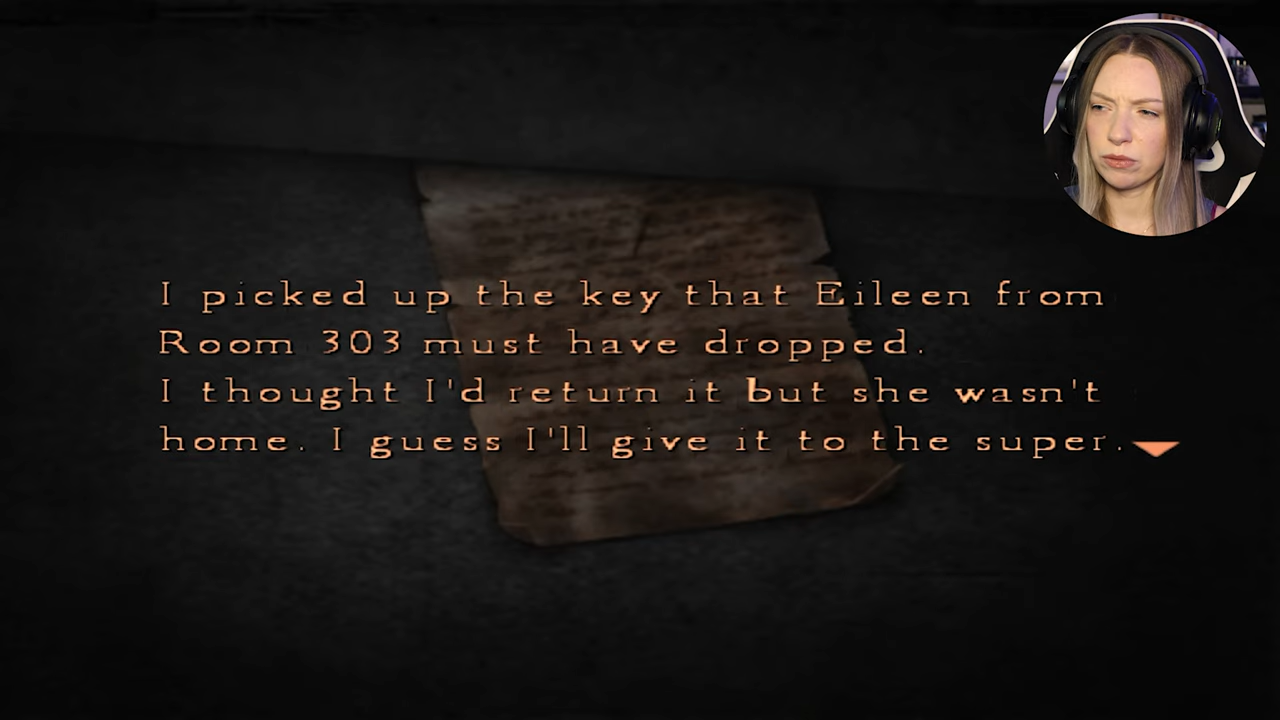 I picked up the key that Eileen from
Room 303 must have dropped.
I thought I'd return it but she wasn't
home. I guess I'll give it to the super.